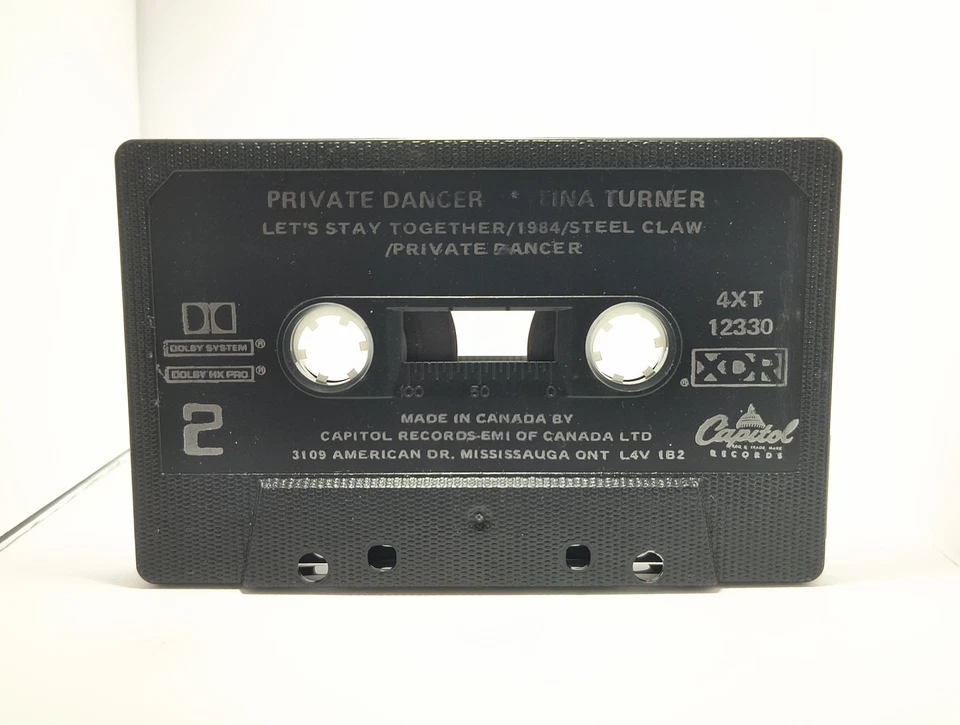 PRIVATE DANCER * TINA TURNER
LET'S STAY TOGETHER/1984/STEEL CLAW
/PRIVATE DANCER
4XT
12330
DOLBY SYSTEM ®
DOLBY HX PRO ®
XDR
®
100 50 0
2
MADE IN CANADA BY
CAPITOL RECORDS-EMI OF CANADA LTD
3109 AMERICAN DR. MISSISSAUGA ONT L4V 1B2
Capitol
RECORDS